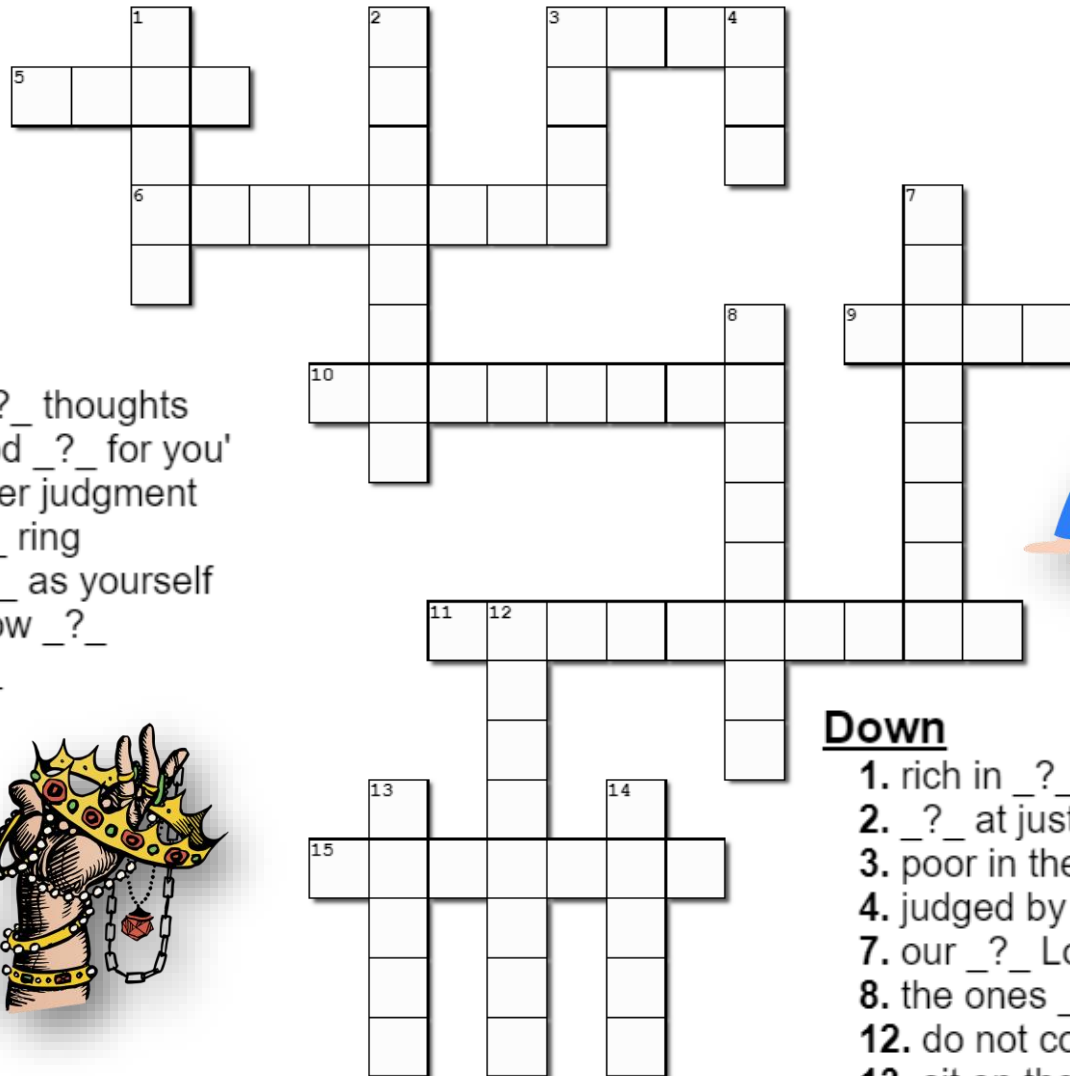 1 2 3 4
5
6 7
8 9
10
?_ thoughts
d _?_ for you'
er judgment
_ ring
_ as yourself
ow _?_
11 12
Down
1. rich in _?_
2. _?_ at just
3. poor in the
4. judged by
7. our _?_ Lo
8. the ones _
12. do not co
13 14
15